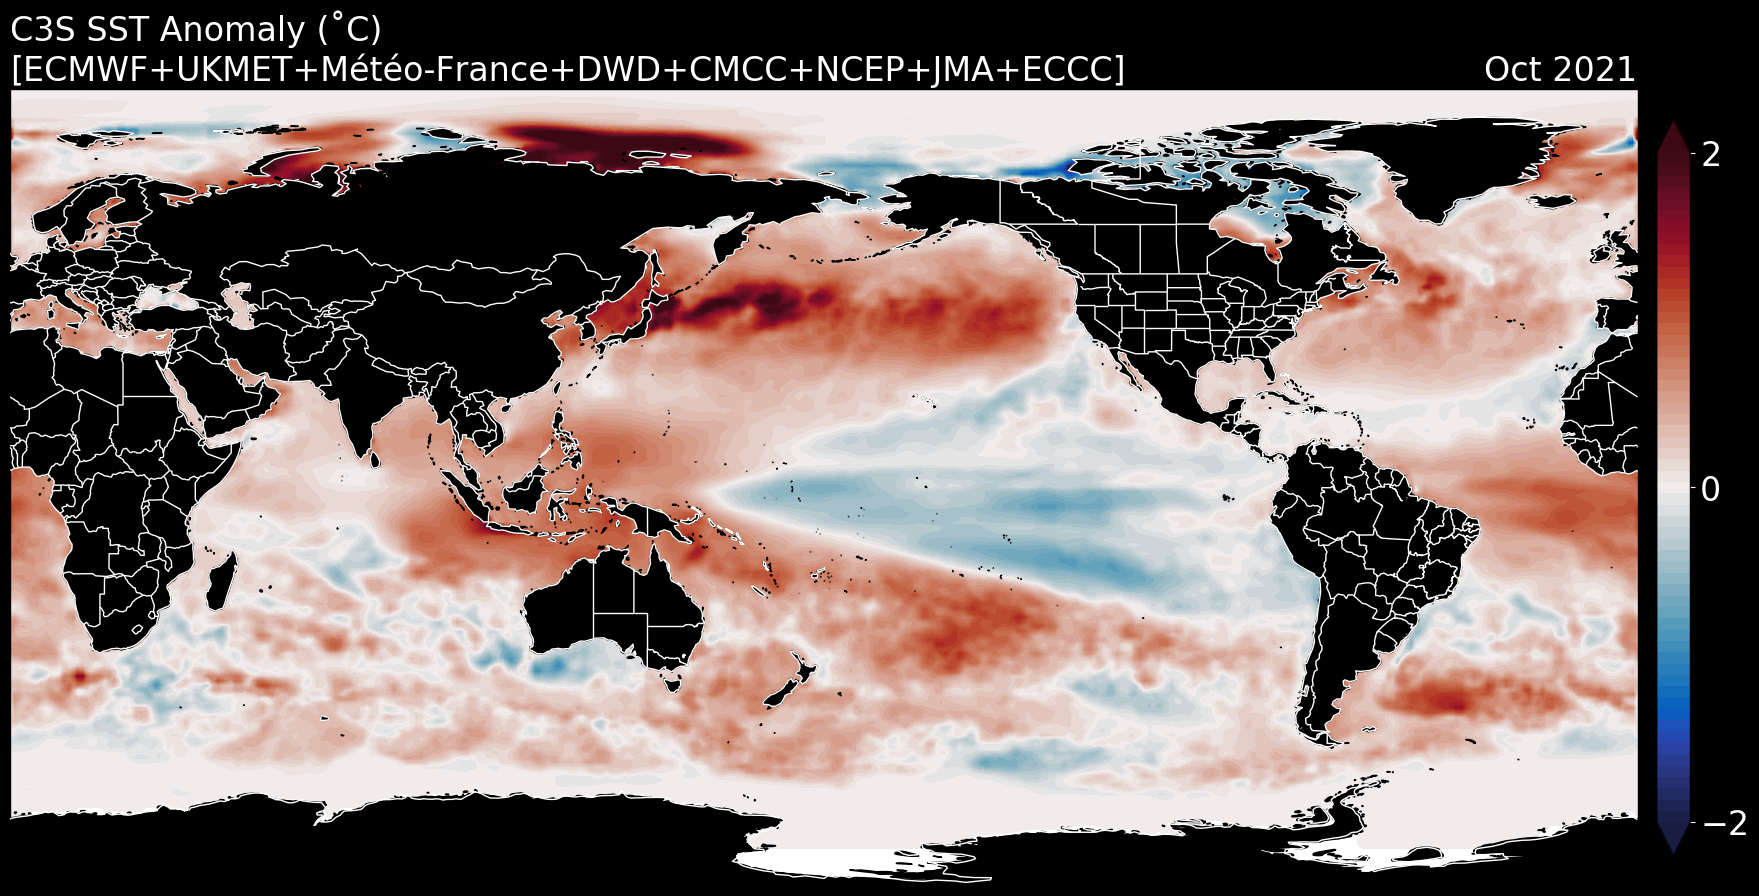 C3S SST Anomaly (˚C)
[ECMWF+UKMET+Météo-France+DWD+CMCC+NCEP+JMA+ECCC]
Oct 2021
2
0
−2